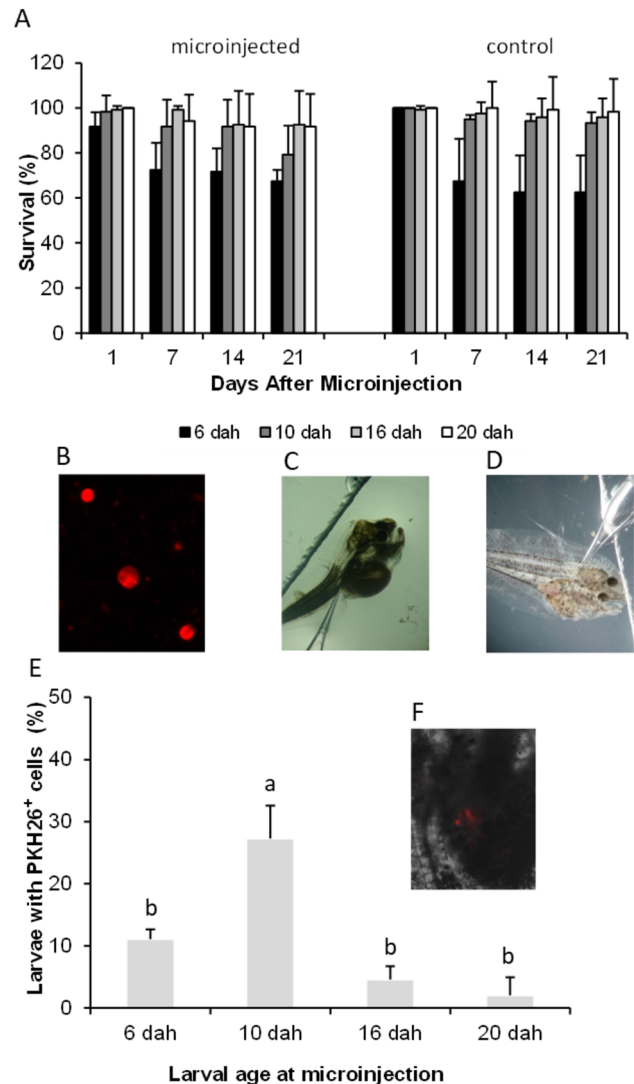 A
microinjected control
120
100
80
60
40
20
0
Survival (%)
1 7 14 21 1 7 14 21
Days After Microinjection
6 dah 10 dah 16 dah 20 dah
B C D
E
50
40
30
20
10
0
Larvae with PKH26⁺ cells (%)
b a b b
F
6 dah 10 dah 16 dah 20 dah
Larval age at microinjection